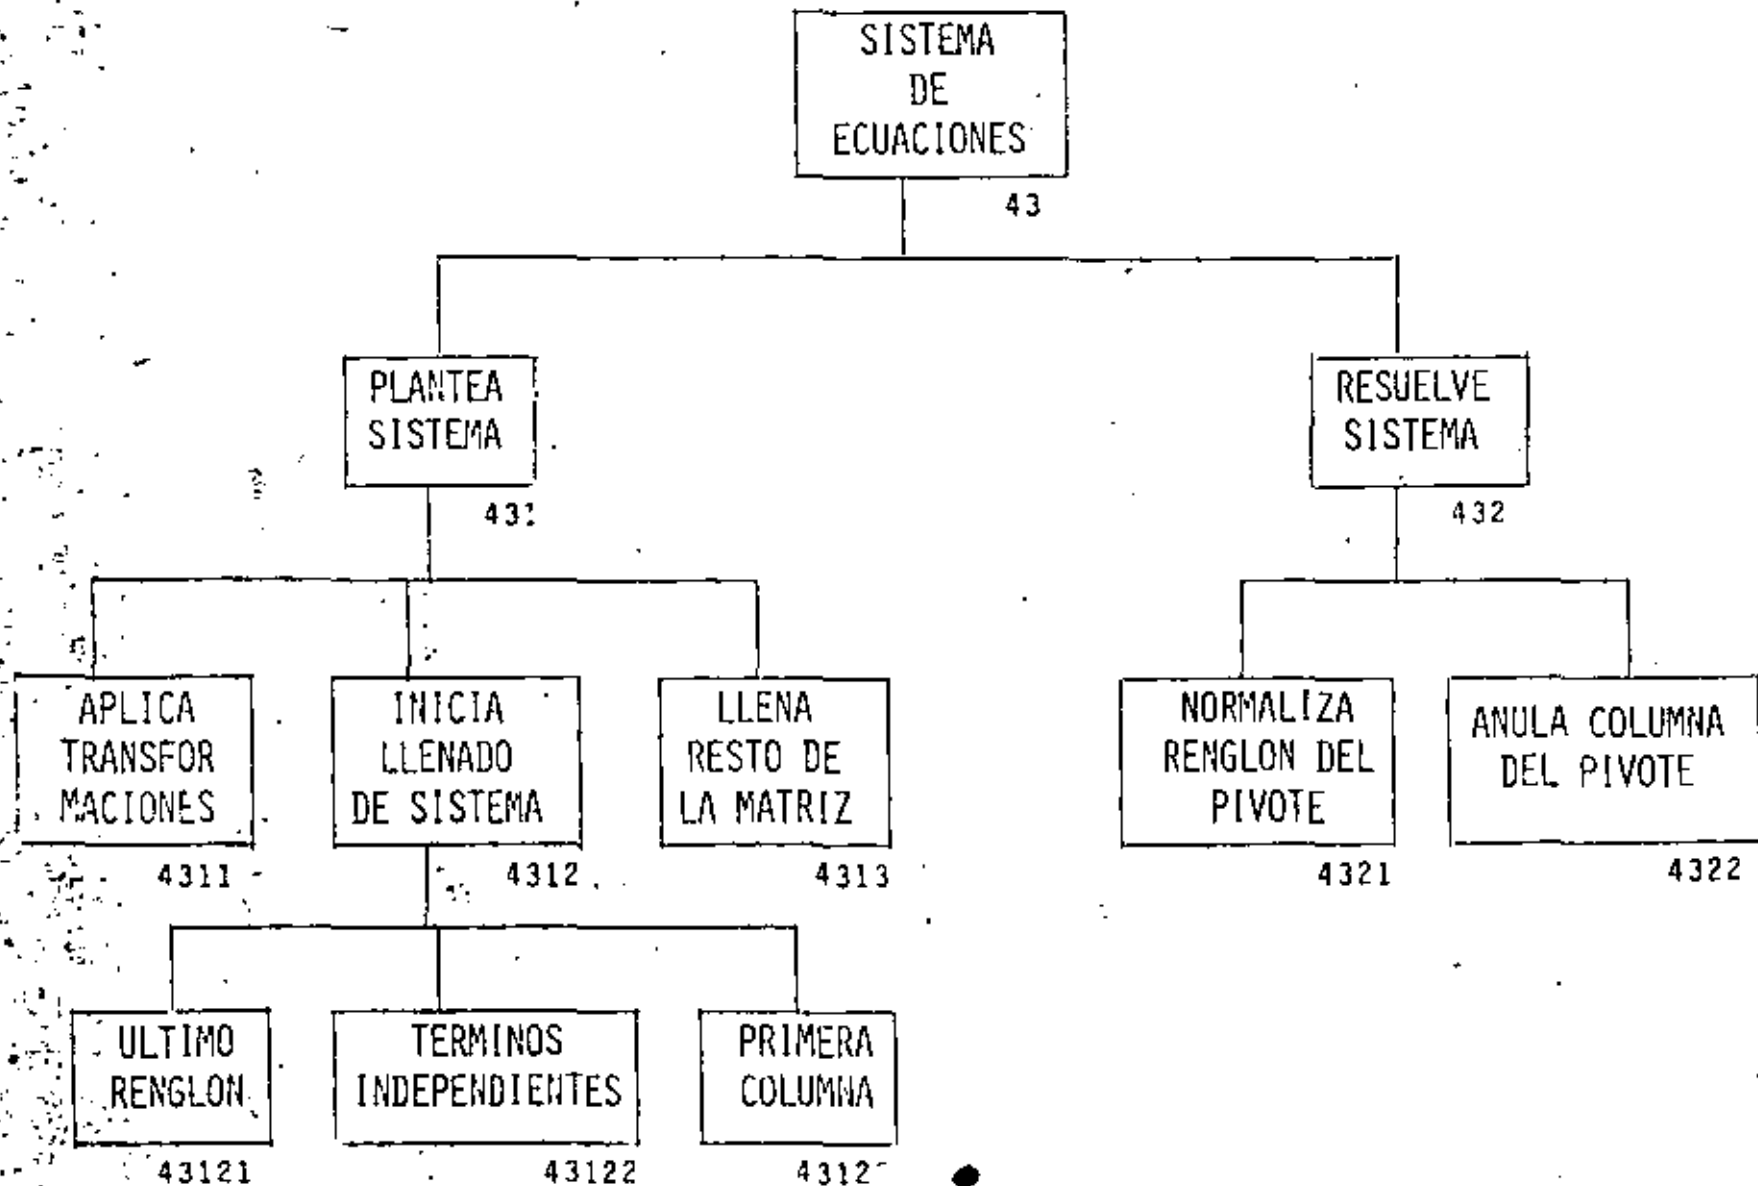 SISTEMA
DE
ECUACIONES
43
PLANTEA
SISTEMA
RESUELVE
SISTEMA
432
APLICA
TRANSFOR
MACIONES
4311
INICIA
LLENADO
DE SISTEMA
4312
LLENA
RESTO DE
LA MATRIZ
4313
NORMALIZA
RENGLON DEL
PIVOTE
4321
ANULA COLUMNA
DEL PIVOTE
4322
ULTIMO
RENGLON
43121
TERMINOS
INDEPENDIENTES
43122
PRIMERA
COLUMNA